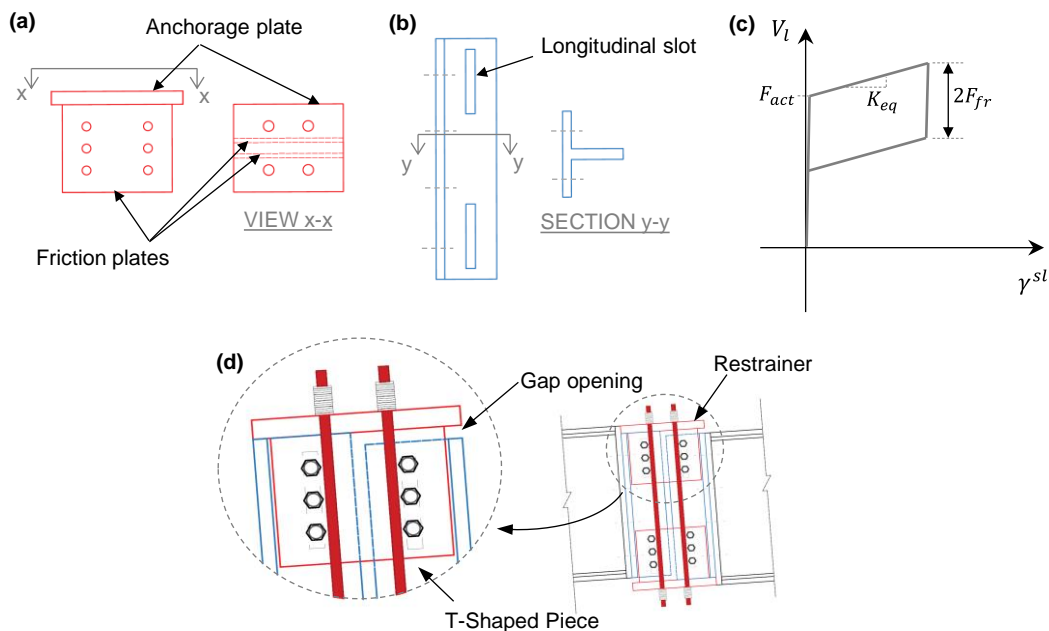 (a)
Anchorage plate
x
x
VIEW x-x
Friction plates
(b)
Longitudinal slot
y
y
SECTION y-y
(c)
V_l
F_act
K_eq
2F_fr
γ^sl
(d)
Gap opening
Restrainer
T-Shaped Piece